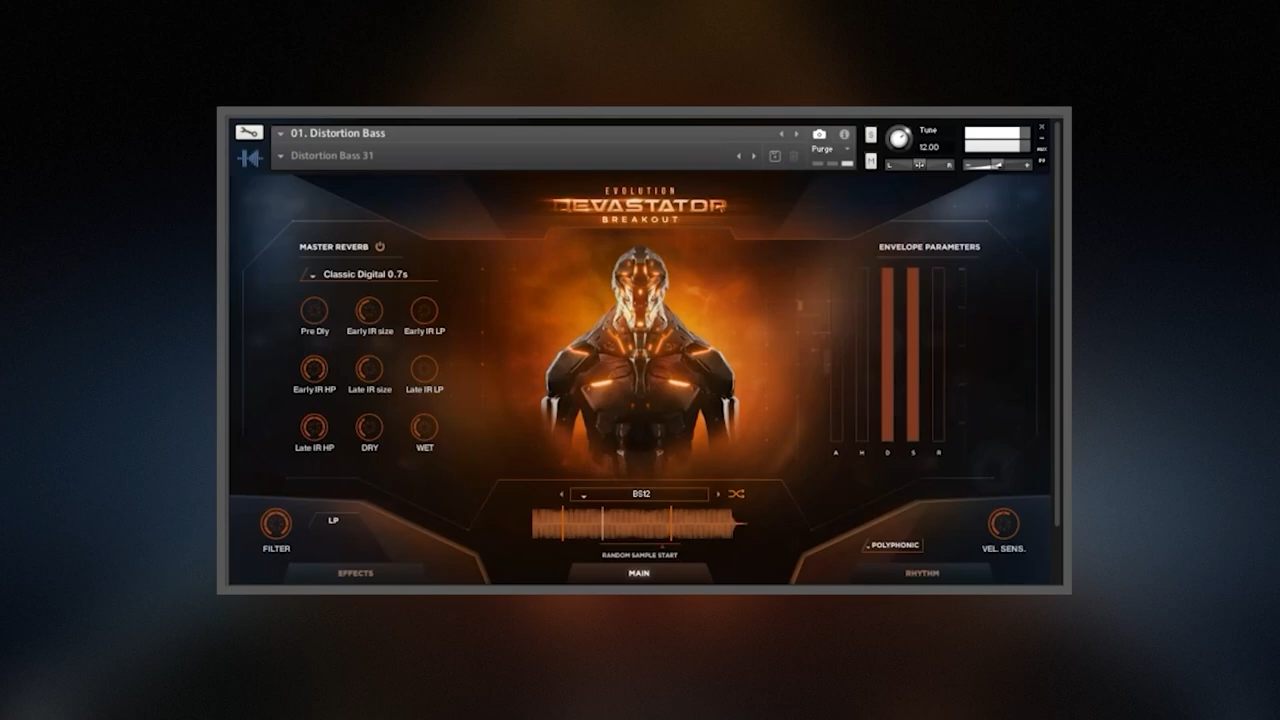 01. Distortion Bass
Distortion Bass 31
Purge
S
M
Tune
12.00
L
R
AUX
PV
EVOLUTION
DEVASTATOR
BREAKOUT
MASTER REVERB
Classic Digital 0.7s
Pre Dly
Early IR size
Early IR LP
Early IR HP
Late IR size
Late IR LP
Late IR HP
DRY
WET
ENVELOPE PARAMETERS
A H D S R
BS12
RANDOM SAMPLE START
FILTER
LP
POLYPHONIC
VEL. SENS.
EFFECTS
MAIN
RHYTHM